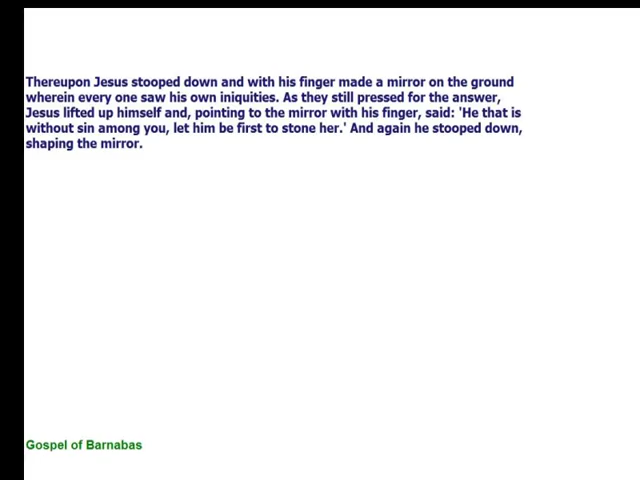 Thereupon Jesus stooped down and with his finger made a mirror on the ground
wherein every one saw his own iniquities. As they still pressed for the answer,
Jesus lifted up himself and, pointing to the mirror with his finger, said: 'He that is
without sin among you, let him be first to stone her.' And again he stooped down,
shaping the mirror.
Gospel of Barnabas